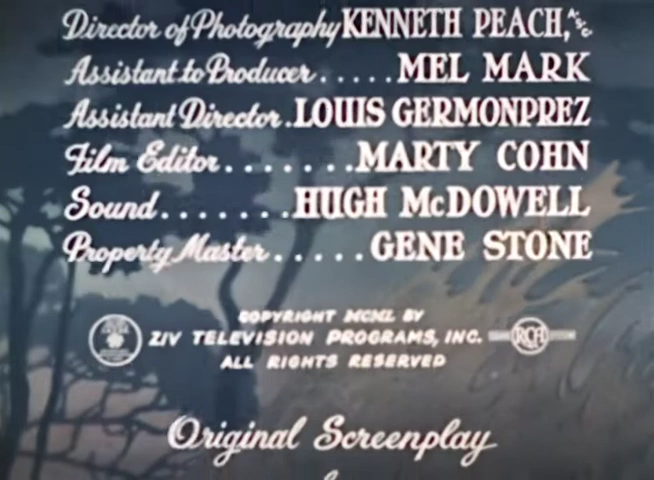 Director of Photography KENNETH PEACH, A.S.C.
Assistant to Producer.....MEL MARK
Assistant Director.LOUIS GERMONPREZ
Film Editor.......MARTY COHN
Sound.......HUGH McDOWELL
Property Master.....GENE STONE
COPYRIGHT MCML BY
ZIV TELEVISION PROGRAMS, INC.
RCA
ALL RIGHTS RESERVED
Original Screenplay